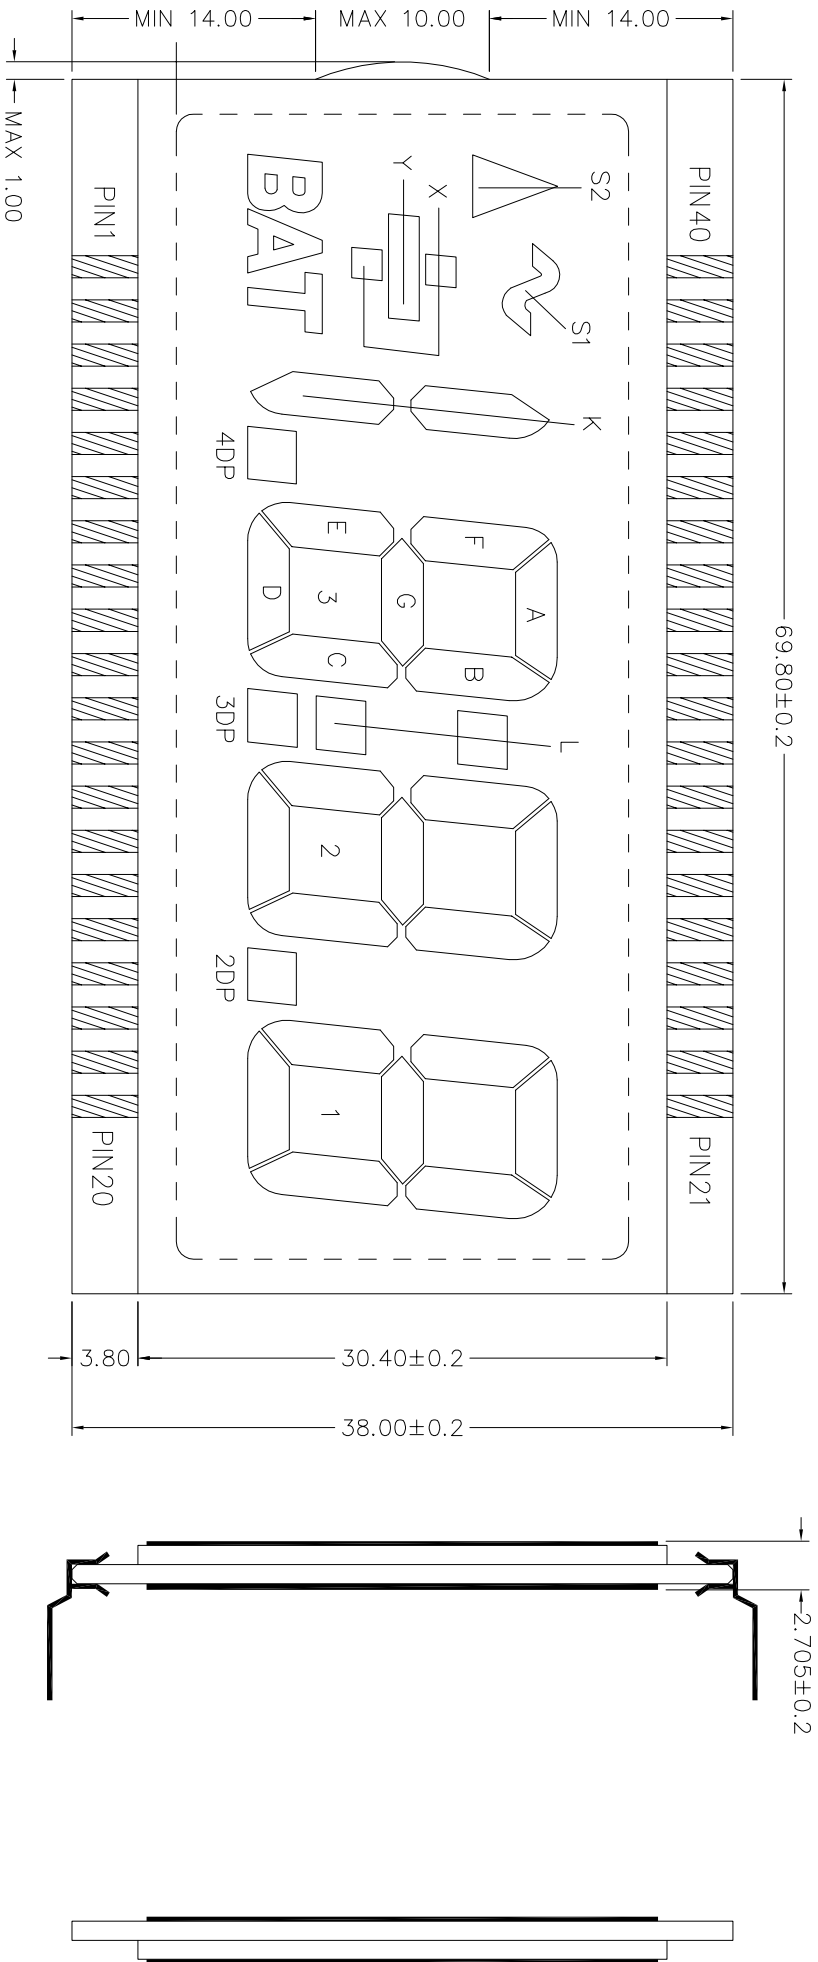 MIN 14.00
MAX 10.00
MIN 14.00
MAX 1.00
69.80±0.2
PIN40
PIN21
PIN1
PIN20
S2
S1
X
Y
BAT
K
4DP
A
F
B
G
E
C
D
3
3DP
L
2
2DP
1
3.80
30.40±0.2
38.00±0.2
2.705±0.2